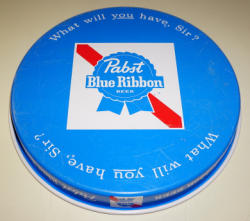 What will you have, Sir?
Pabst
Blue Ribbon
BEER
What will you have, Sir?